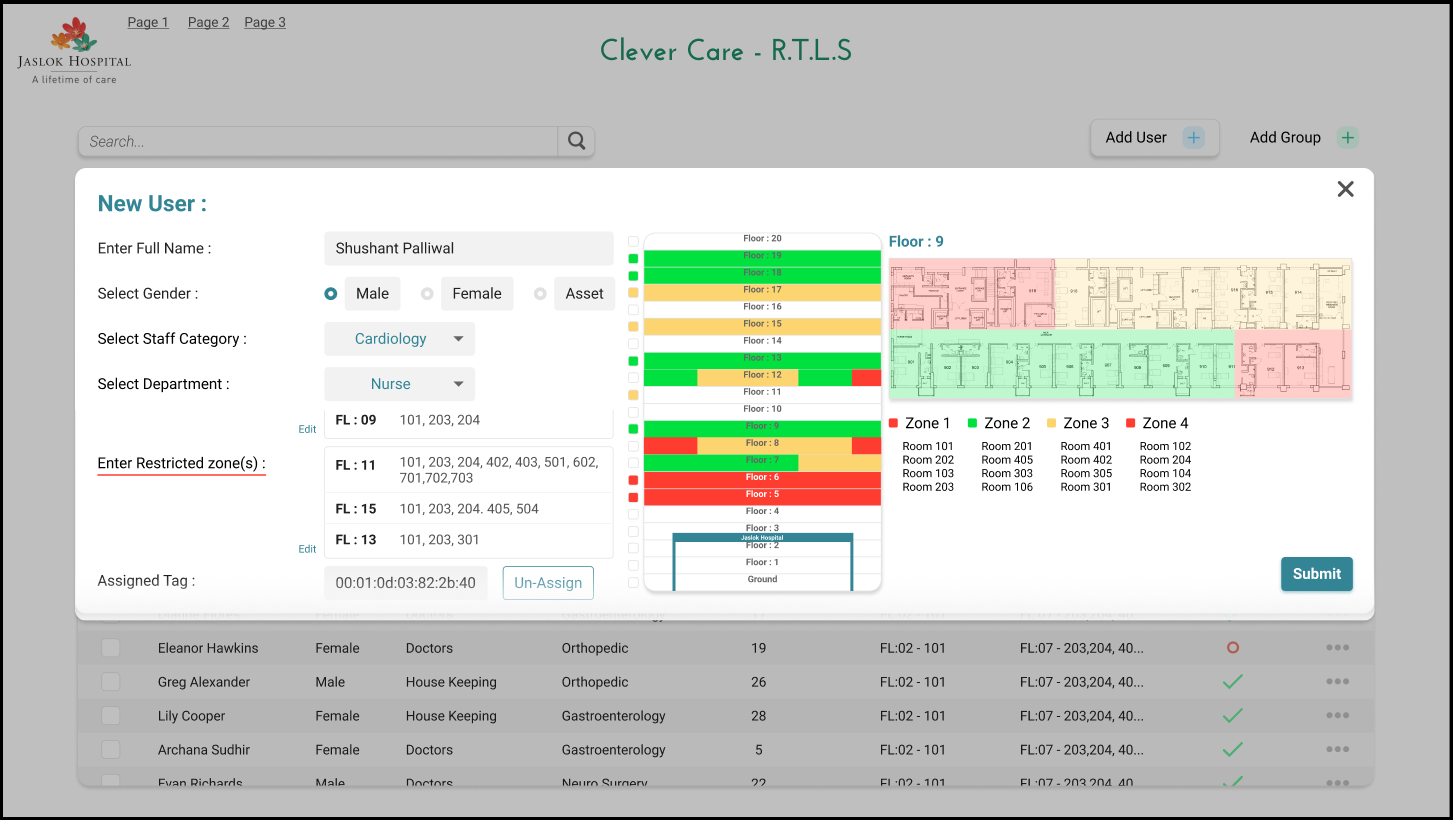 Page 1 Page 2 Page 3
JASLOK HOSPITAL
A lifetime of care
Clever Care - R.T.L.S
Search...
Add User +
Add Group +
New User :
Enter Full Name :
Shushant Palliwal
Select Gender :
Male
Female
Asset
Select Staff Category :
Cardiology
Select Department :
Nurse
FL : 09 101, 203, 204
Edit
Enter Restricted zone(s) :
FL : 11 101, 203, 204, 402, 403, 501, 602,
701,702,703
FL : 15 101, 203, 204. 405, 504
FL : 13 101, 203, 301
Edit
Assigned Tag :
00:01:0d:03:82:2b:40
Un-Assign
Floor : 20
Floor : 19
Floor : 18
Floor : 17
Floor : 16
Floor : 15
Floor : 14
Floor : 13
Floor : 12
Floor : 11
Floor : 10
Floor : 9
Floor : 8
Floor : 7
Floor : 6
Floor : 5
Floor : 4
Floor : 3
Jaslok Hospital
Floor : 2
Floor : 1
Ground
Floor : 9
Zone 1 Zone 2 Zone 3 Zone 4
Room 101 Room 201 Room 401 Room 102
Room 202 Room 405 Room 402 Room 204
Room 103 Room 303 Room 305 Room 104
Room 203 Room 106 Room 301 Room 302
Submit
Eleanor Hawkins Female Doctors Orthopedic 19 FL:02 - 101 FL:07 - 203,204, 40...
Greg Alexander Male House Keeping Orthopedic 26 FL:02 - 101 FL:07 - 203,204, 40...
Lily Cooper Female House Keeping Gastroenterology 28 FL:02 - 101 FL:07 - 203,204, 40...
Archana Sudhir Female Doctors Gastroenterology 5 FL:02 - 101 FL:07 - 203,204, 40...
Evan Richards Male Doctors Neuro Surgery 22 FL:02 - 101 FL:07 - 203,204, 40...